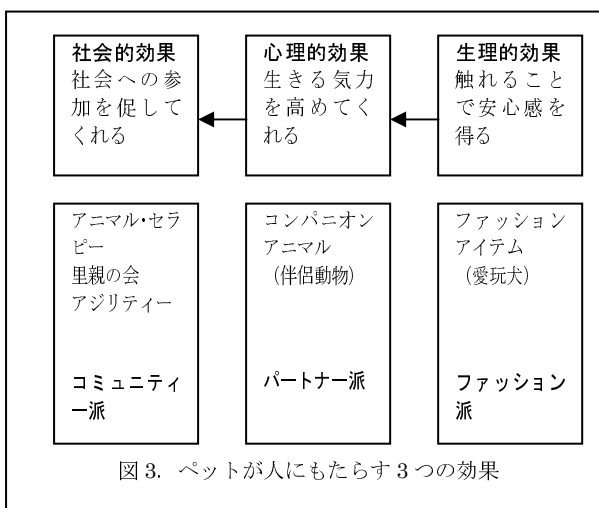 社会的効果
社会への参
加を促して
くれる
心理的効果
生きる気力
を高めてく
れる
生理的効果
触れること
で安心感を
得る
アニマル・セラ
ピー
里親の会
アジリティー
コミュニティ
ー派
コンパニオン
アニマル
(伴侶動物)
パートナー派
ファッション
アイテム
(愛玩犬)
ファッション
派
図 3. ペットが人にもたらす 3 つの効果